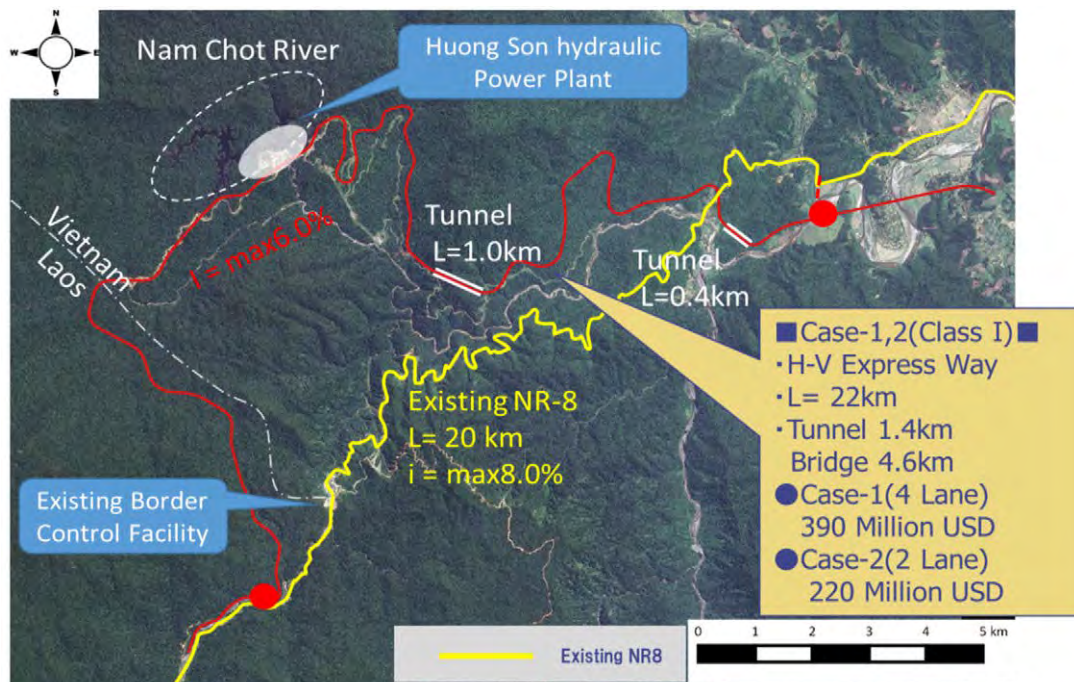 N
W
E
S
Nam Chot River
Huong Son hydraulic
Power Plant
Vietnam
Laos
I = max6.0%
Tunnel
L=1.0km
Tunnel
L=0.4km
Existing NR-8
L= 20 km
i = max8.0%
Existing Border
Control Facility
■Case-1,2(Class I)■
・H-V Express Way
・L= 22km
・Tunnel 1.4km
Bridge 4.6km
●Case-1(4 Lane)
390 Million USD
●Case-2(2 Lane)
220 Million USD
0 1 2 3 4 5 km
Existing NR8